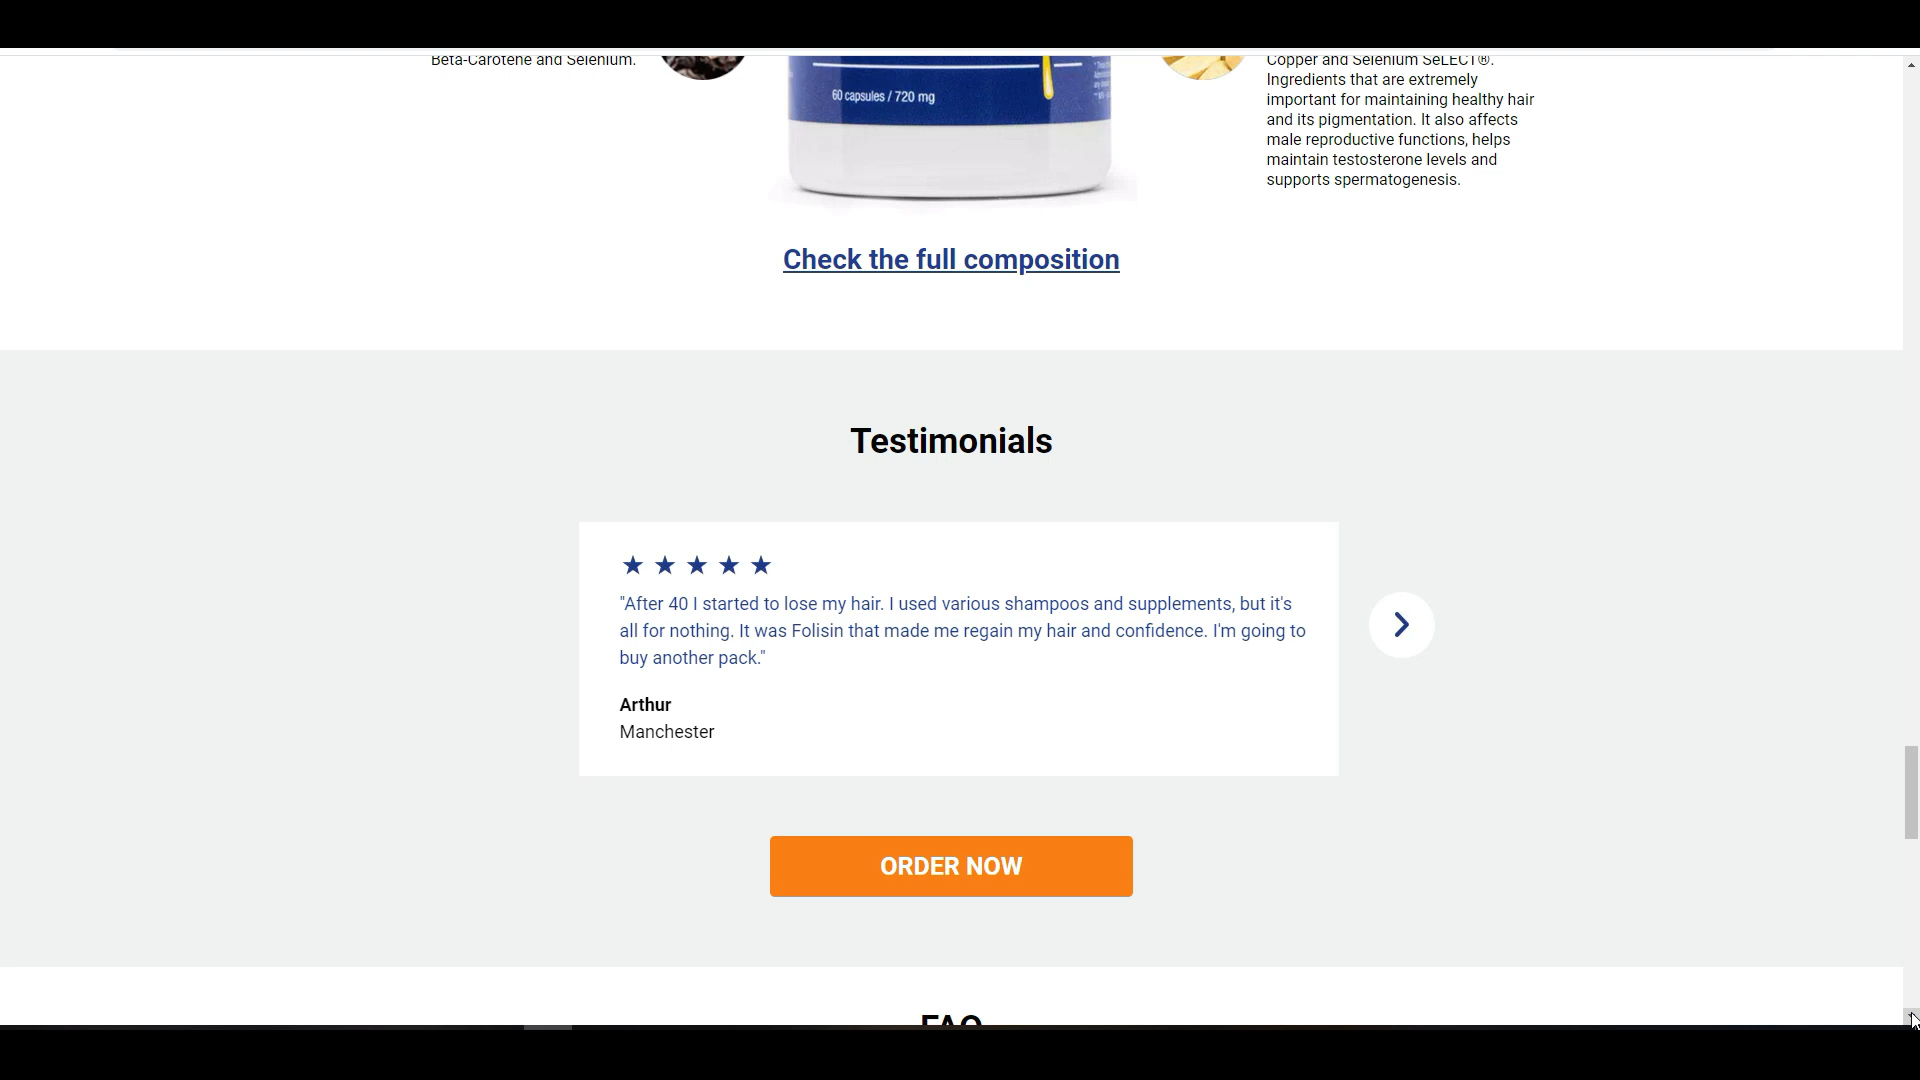 Beta-Carotene and Selenium.
60 capsules / 720 mg
Copper and Selenium SeLECT®.
Ingredients that are extremely
important for maintaining healthy hair
and its pigmentation. It also affects
male reproductive functions, helps
maintain testosterone levels and
supports spermatogenesis.
Check the full composition
Testimonials
"After 40 I started to lose my hair. I used various shampoos and supplements, but it's
all for nothing. It was Folisin that made me regain my hair and confidence. I'm going to
buy another pack."
Arthur
Manchester
ORDER NOW
FAQ